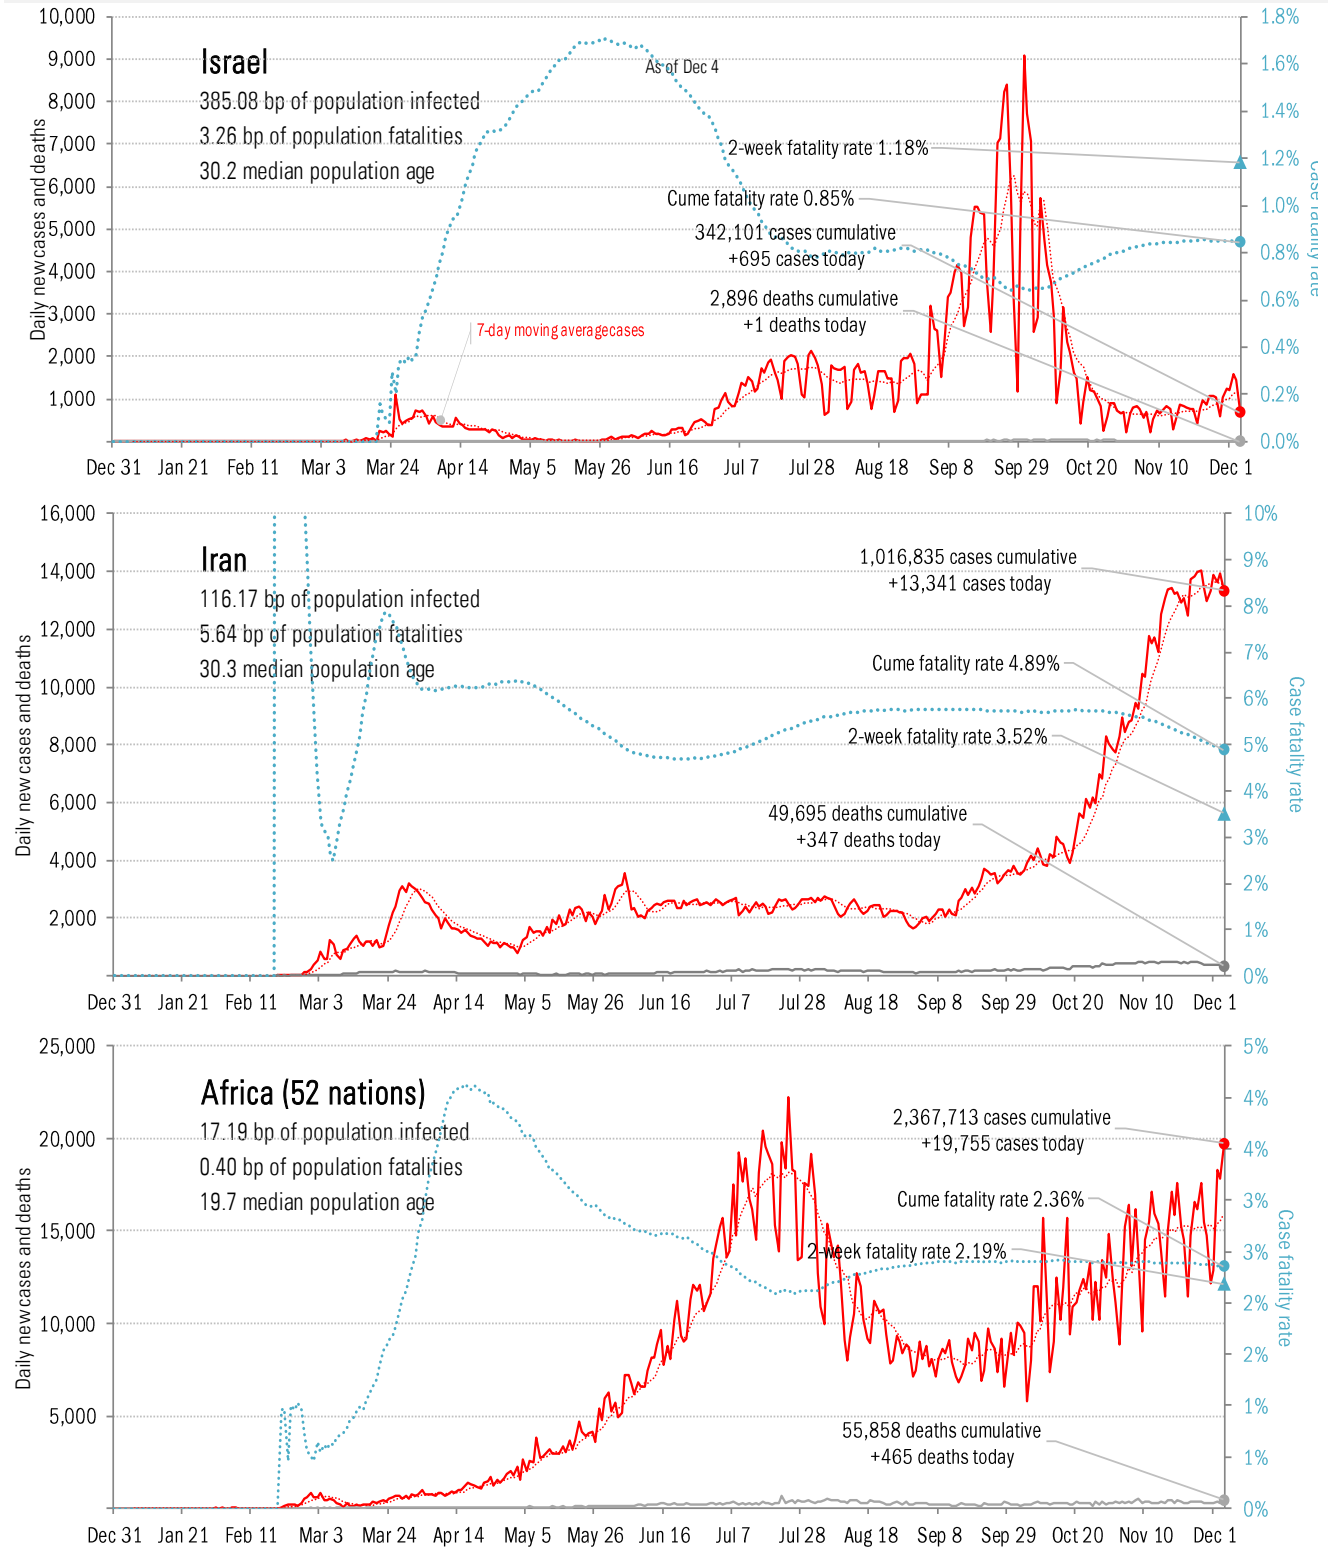 10,000
9,000
8,000
7,000
6,000
5,000
4,000
3,000
2,000
1,000
Daily new cases and deaths
Israel
385.08 bp of population infected
3.26 bp of population fatalities
30.2 median population age
As of Dec 4
2-week fatality rate 1.18%
Cume fatality rate 0.85%
342,101 cases cumulative
+695 cases today
2,896 deaths cumulative
+1 deaths today
7-day moving average cases
1.8%
1.6%
1.4%
1.2%
1.0%
0.8%
0.6%
0.4%
0.2%
0.0%
Case fatality rate
Dec 31 Jan 21 Feb 11 Mar 3 Mar 24 Apr 14 May 5 May 26 Jun 16 Jul 7 Jul 28 Aug 18 Sep 8 Sep 29 Oct 20 Nov 10 Dec 1
16,000
14,000
12,000
10,000
8,000
6,000
4,000
2,000
Daily new cases and deaths
Iran
116.17 bp of population infected
5.64 bp of population fatalities
30.3 median population age
1,016,835 cases cumulative
+13,341 cases today
Cume fatality rate 4.89%
2-week fatality rate 3.52%
49,695 deaths cumulative
+347 deaths today
10%
9%
8%
7%
6%
5%
4%
3%
2%
1%
0%
Case fatality rate
Dec 31 Jan 21 Feb 11 Mar 3 Mar 24 Apr 14 May 5 May 26 Jun 16 Jul 7 Jul 28 Aug 18 Sep 8 Sep 29 Oct 20 Nov 10 Dec 1
25,000
20,000
15,000
10,000
5,000
Daily new cases and deaths
Africa (52 nations)
17.19 bp of population infected
0.40 bp of population fatalities
19.7 median population age
2,367,713 cases cumulative
+19,755 cases today
Cume fatality rate 2.36%
2-week fatality rate 2.19%
55,858 deaths cumulative
+465 deaths today
5%
4%
4%
3%
3%
2%
2%
1%
1%
0%
Case fatality rate
Dec 31 Jan 21 Feb 11 Mar 3 Mar 24 Apr 14 May 5 May 26 Jun 16 Jul 7 Jul 28 Aug 18 Sep 8 Sep 29 Oct 20 Nov 10 Dec 1